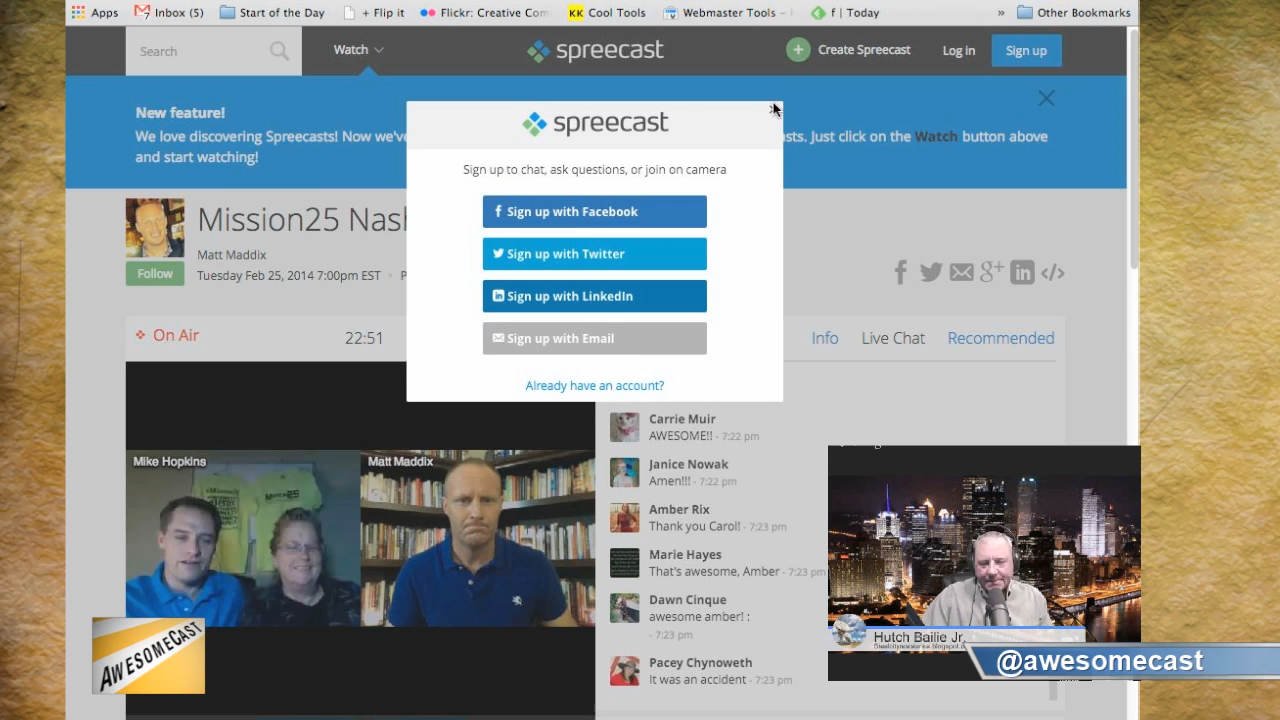 Apps
Inbox (5)
Start of the Day
+ Flip it
Flickr: Creative Com
KK Cool Tools
Webmaster Tools -
f | Today
»
Other Bookmarks
Search
Watch
spreecast
Create Spreecast
Log in
Sign up
New feature!
We love discovering Spreecasts! Now we've
asts. Just click on the Watch button above
and start watching!
spreecast
Sign up to chat, ask questions, or join on camera
Sign up with Facebook
Sign up with Twitter
Sign up with LinkedIn
Sign up with Email
Already have an account?
Mission25 Nash
Matt Maddix
Follow
Tuesday Feb 25, 2014 7:00pm EST · P
On Air
22:51
Info
Live Chat
Recommended
Mike Hopkins
Matt Maddix
Carrie Muir
AWESOME!! - 7:22 pm
Janice Nowak
Amen!!! - 7:22 pm
Amber Rix
Thank you Carol! - 7:23 pm
Marie Hayes
That's awesome, Amber - 7:23 pm
Dawn Cinque
awesome amber! :
- 7:23 pm
Pacey Chynoweth
It was an accident - 7:23 pm
AWESOMECAST
Hutch Bailie Jr.
@awesomecast